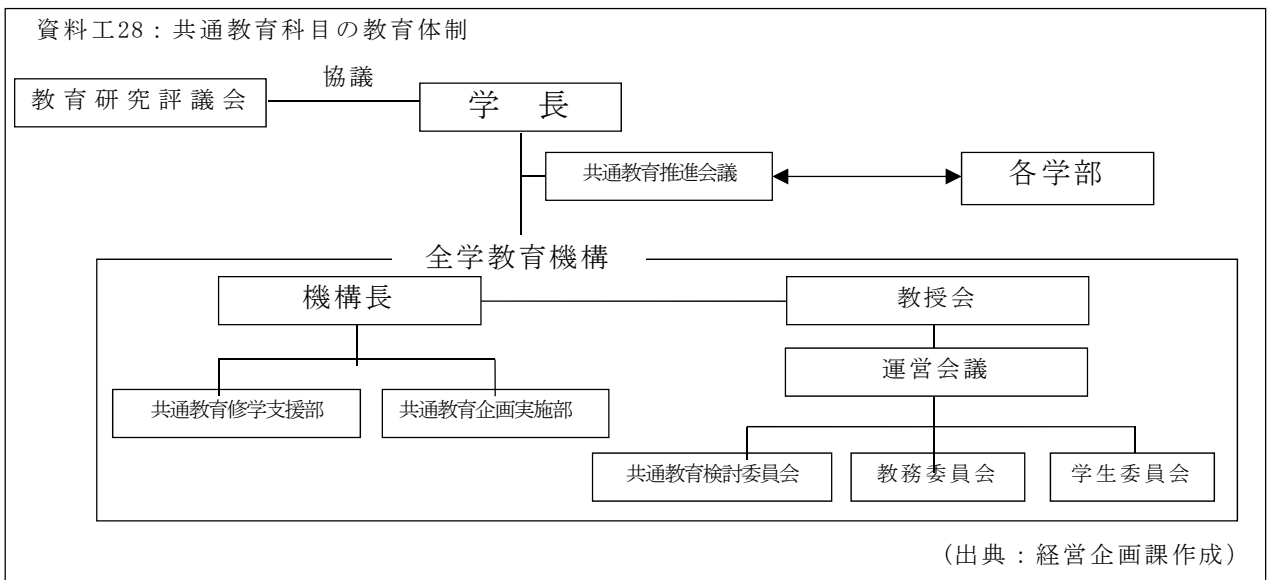 資料工28：共通教育科目の教育体制
協議
教育研究評議会
学　長
共通教育推進会議
各学部
全学教育機構
機構長
教授会
運営会議
共通教育修学支援部
共通教育企画実施部
共通教育検討委員会
教務委員会
学生委員会
（出典：経営企画課作成）